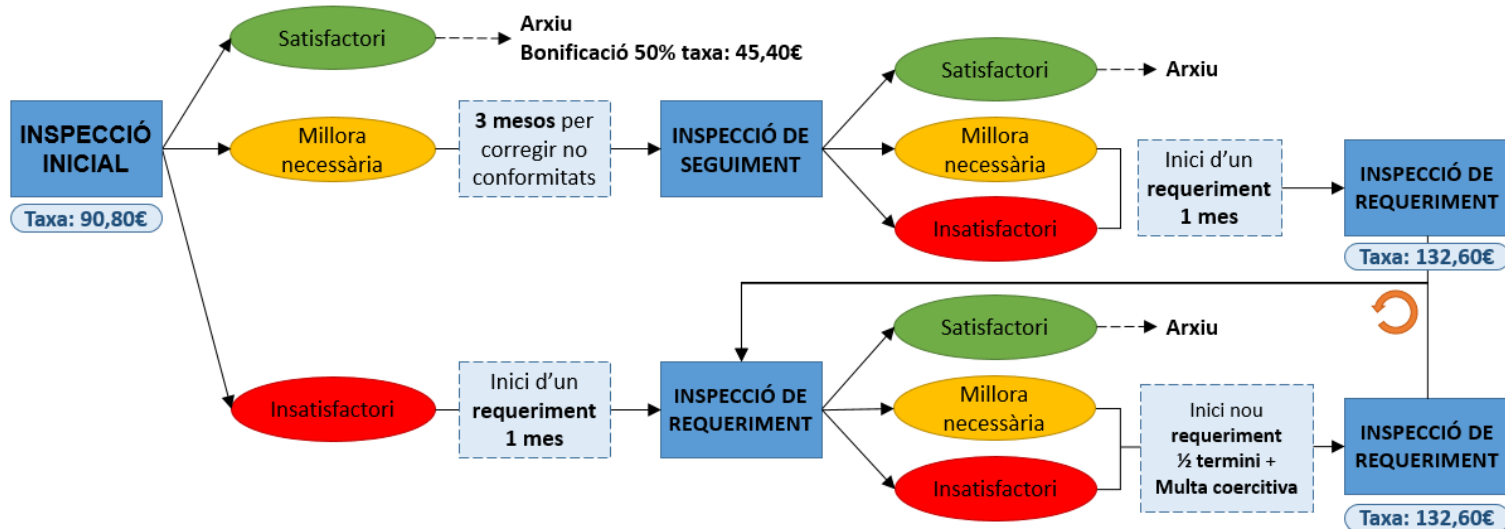 Satisfactori
Arxiu
Bonificació 50% taxa: 45,40€
INSPECCIÓ
INICIAL
Taxa: 90,80€
Millora
necessària
3 mesos per
corregir no
conformitats
INSPECCIÓ DE
SEGUIMENT
Satisfactori
Arxiu
Millora
necessària
Insatisfactori
Inici d’un
requeriment
1 mes
INSPECCIÓ DE
REQUERIMENT
Taxa: 132,60€
Insatisfactori
Inici d’un
requeriment
1 mes
INSPECCIÓ DE
REQUERIMENT
Satisfactori
Arxiu
Millora
necessària
Insatisfactori
Inici nou
requeriment
½ termini +
Multa coercitiva
INSPECCIÓ DE
REQUERIMENT
Taxa: 132,60€